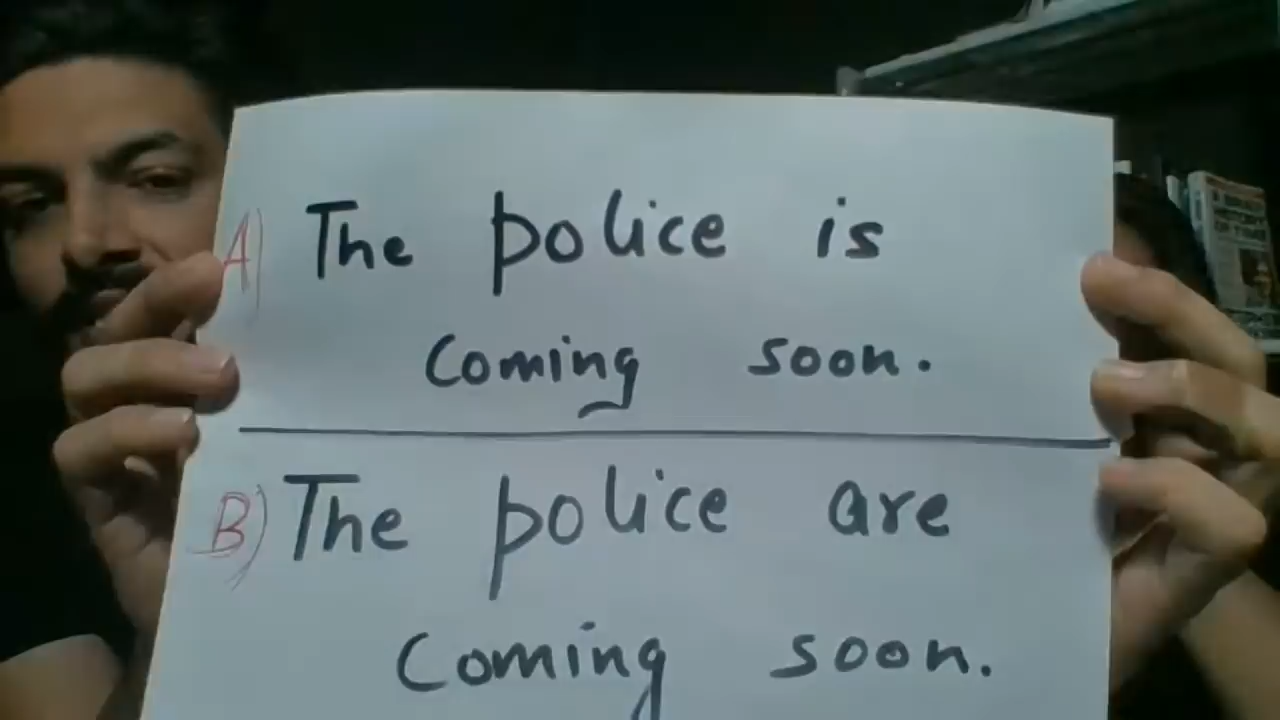 A) The police is
coming soon.
B) The police are
coming soon.